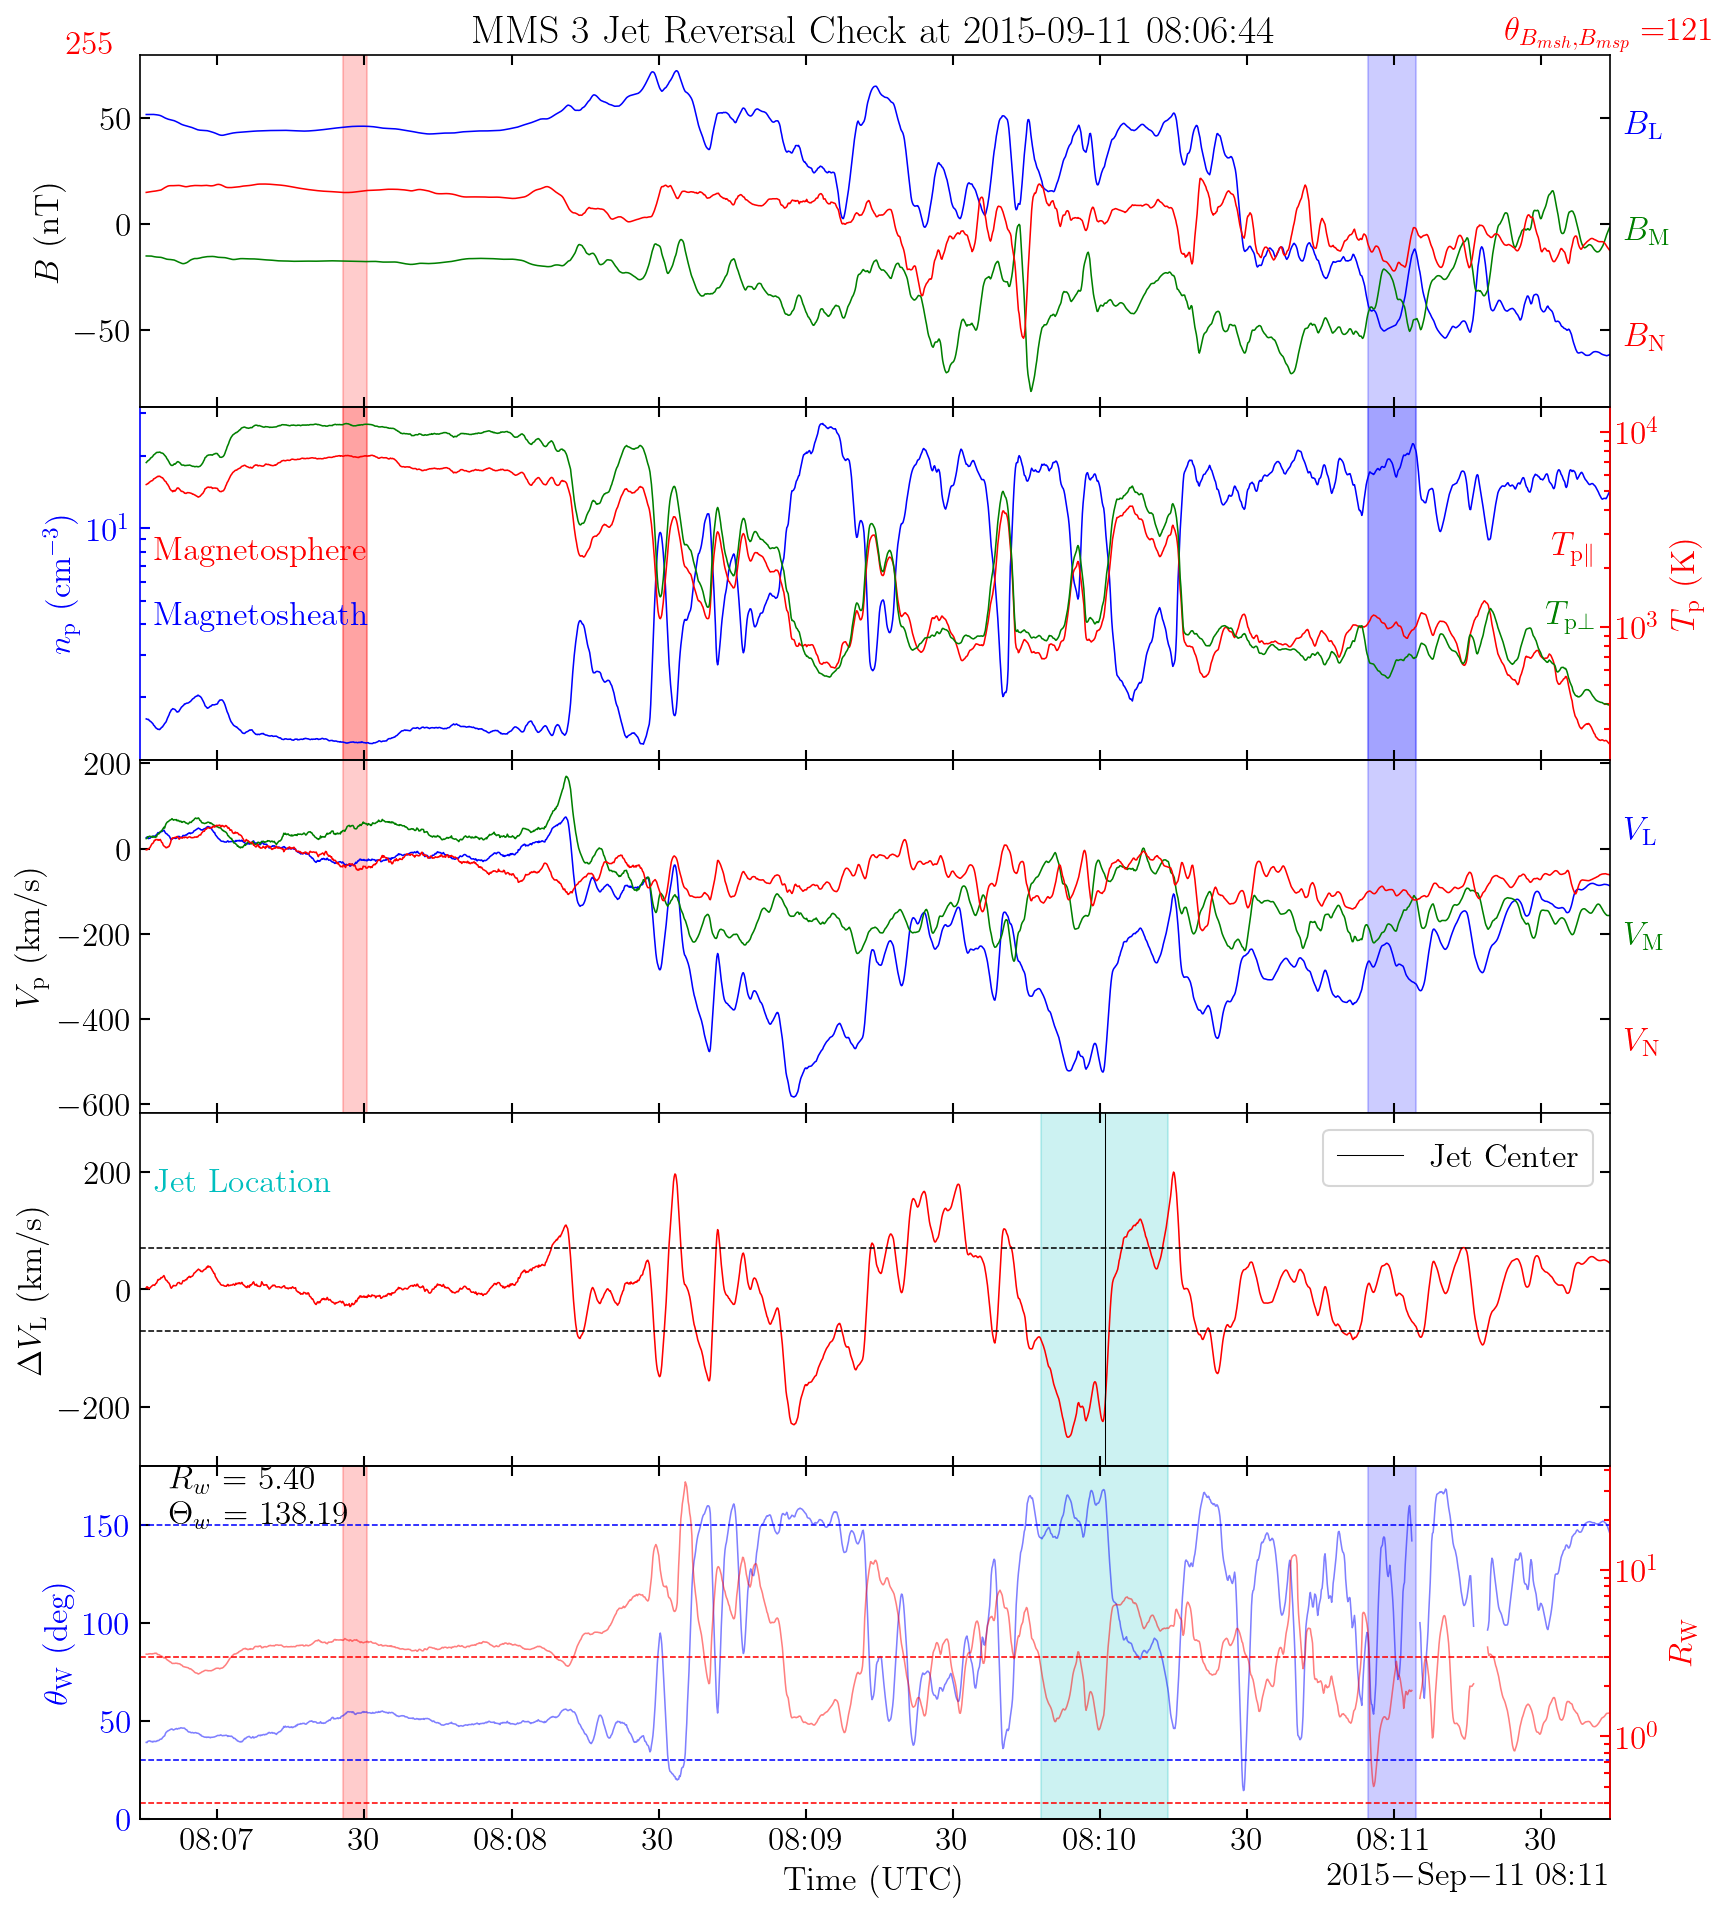 MMS 3 Jet Reversal Check at 2015-09-11 08:06:44
255
θ_{B_{msh},B_{msp}} =121
50
0
−50
B (nT)
B_L
B_M
B_N
10^1
n_p (cm^{−3})
Magnetosphere
Magnetosheath
T_{p∥}
T_{p⊥}
10^4
10^3
T_p (K)
200
0
−200
−400
−600
V_p (km/s)
V_L
V_M
V_N
200
0
−200
ΔV_L (km/s)
Jet Location
Jet Center
R_w = 5.40
Θ_w = 138.19
150
100
50
0
θ_W (deg)
10^1
10^0
R_W
08:07 30 08:08 30 08:09 30 08:10 30 08:11 30
Time (UTC)
2015−Sep−11 08:11